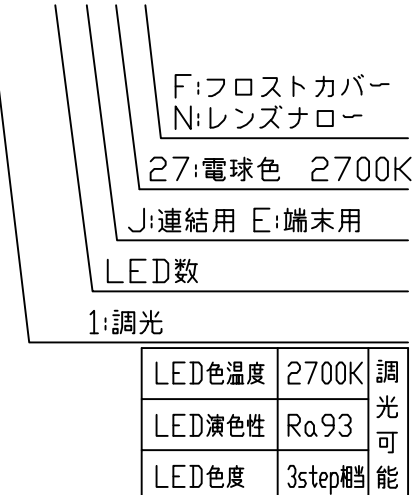 F:フロストカバー
N:レンズナロー
27:電球色 2700K
J:連結用 E:端末用
LED数
1:調光
LED色温度 2700K
LED演色性 Ra93
LED色度 3step相当
調光可能